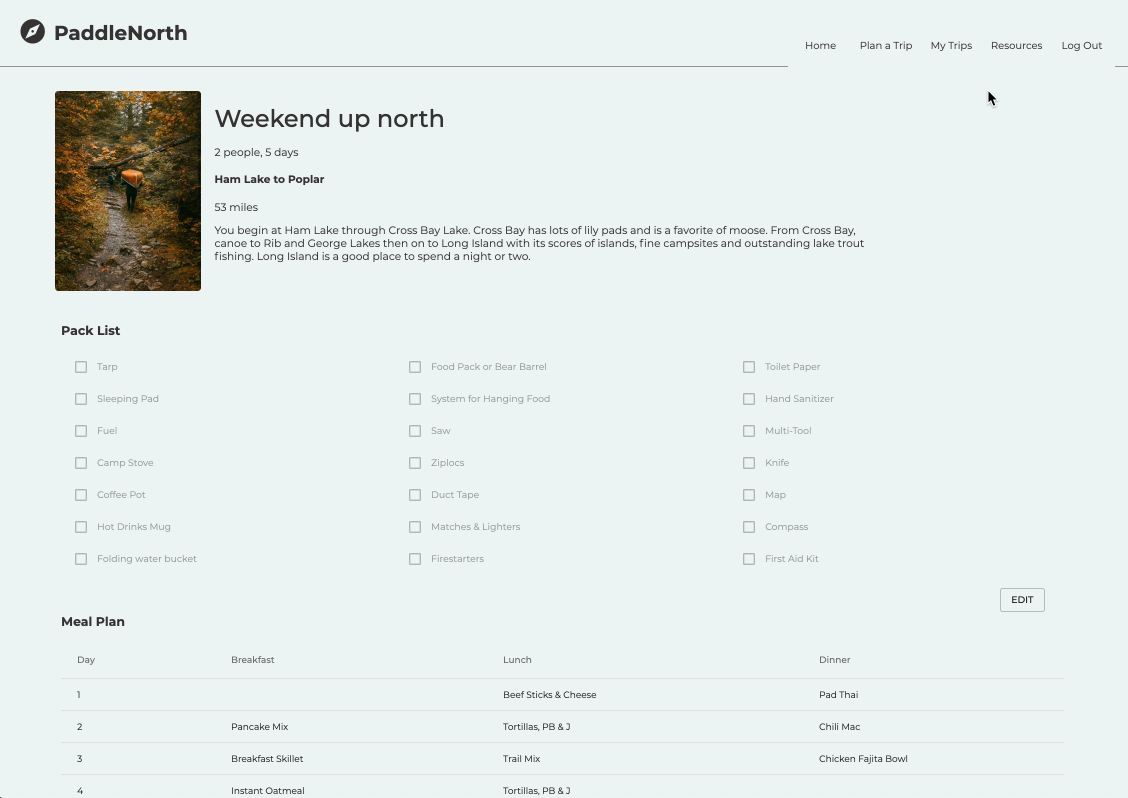 PaddleNorth
Home Plan a Trip My Trips Resources Log Out
Weekend up north
2 people, 5 days
Ham Lake to Poplar
53 miles
You begin at Ham Lake through Cross Bay Lake. Cross Bay has lots of lily pads and is a favorite of moose. From Cross Bay,
canoe to Rib and George Lakes then on to Long Island with its scores of islands, fine campsites and outstanding lake trout
fishing. Long Island is a good place to spend a night or two.
Pack List
Tarp Food Pack or Bear Barrel Toilet Paper
Sleeping Pad System for Hanging Food Hand Sanitizer
Fuel Saw Multi-Tool
Camp Stove Ziplocs Knife
Coffee Pot Duct Tape Map
Hot Drinks Mug Matches & Lighters Compass
Folding water bucket Firestarters First Aid Kit
EDIT
Meal Plan
Day Breakfast Lunch Dinner
1 Beef Sticks & Cheese Pad Thai
2 Pancake Mix Tortillas, PB & J Chili Mac
3 Breakfast Skillet Trail Mix Chicken Fajita Bowl
4 Instant Oatmeal Tortillas, PB & J